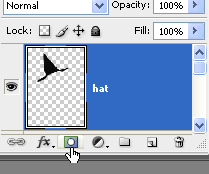 Normal Opacity: 100%
Lock: Fill: 100%
hat
fx.